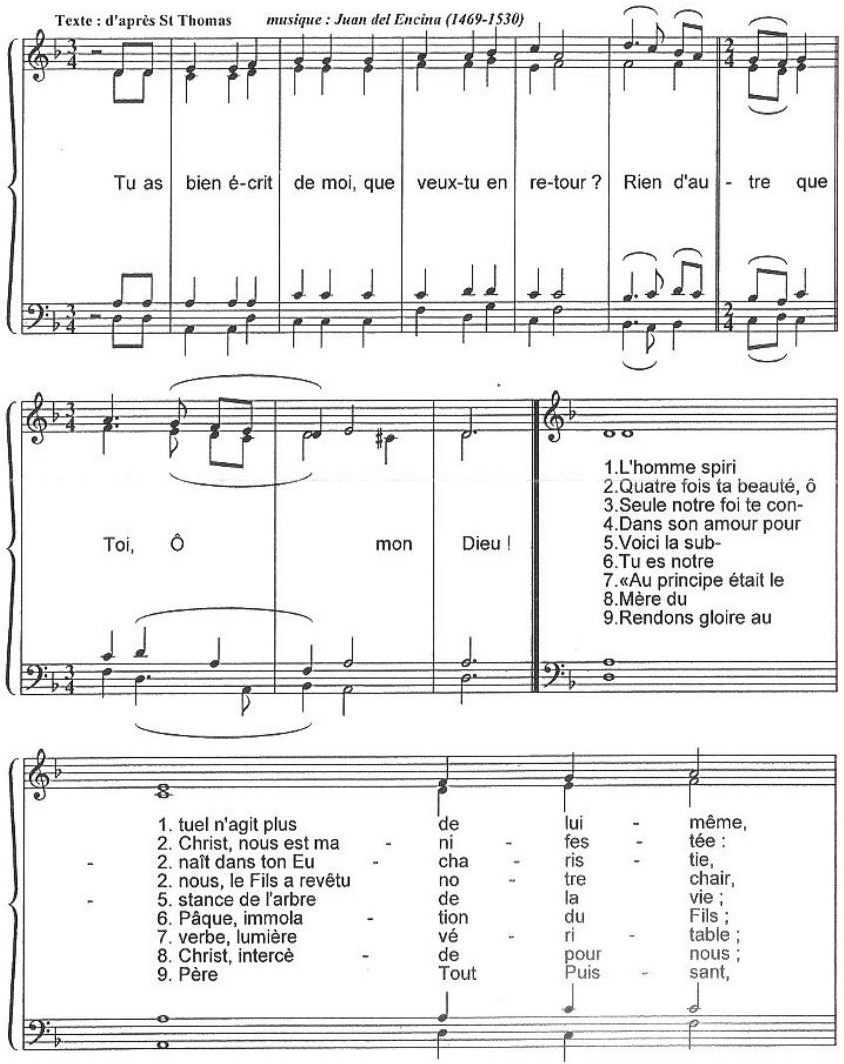 Texte : d'après St Thomas musique : Juan del Encina (1469-1530)
Tu as bien é-crit de moi, que veux-tu en re-tour ? Rien d'au - tre que
Toi, Ô mon Dieu !
1.L'homme spiri
2.Quatre fois ta beauté, ô
3.Seule notre foi te con-
4.Dans son amour pour
5.Voici la sub-
6.Tu es notre
7.«Au principe était le
8.Mère du
9.Rendons gloire au
1. tuel n'agit plus de lui - même,
2. Christ, nous est ma - ni - fes - tée :
- 2. naît dans ton Eu - cha - ris - tie,
2. nous, le Fils a revêtu no - tre chair,
- 5. stance de l'arbre de la vie ;
6. Pâque, immola - tion du Fils ;
7. verbe, lumière vé - ri - table ;
8. Christ, intercè - de pour nous ;
9. Père Tout Puis - sant,